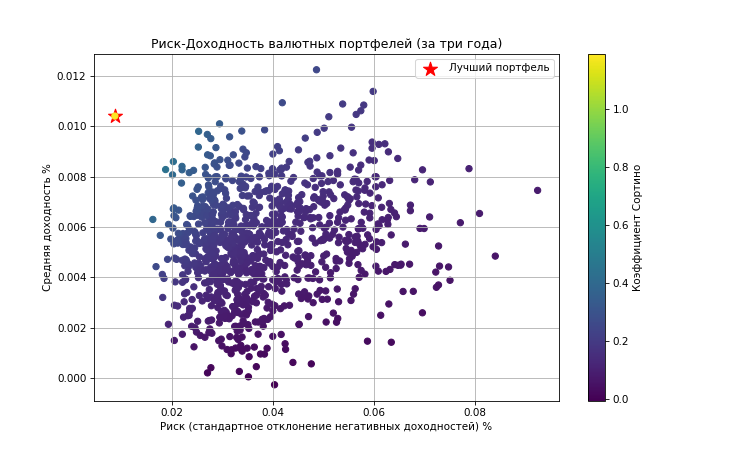 Риск-Доходность валютных портфелей (за три года)
Лучший портфель
Средняя доходность %
0.012
0.010
0.008
0.006
0.004
0.002
0.000
0.02 0.04 0.06 0.08
Риск (стандартное отклонение негативных доходностей) %
1.0
0.8
0.6
0.4
0.2
0.0
Коэффициент Сортино